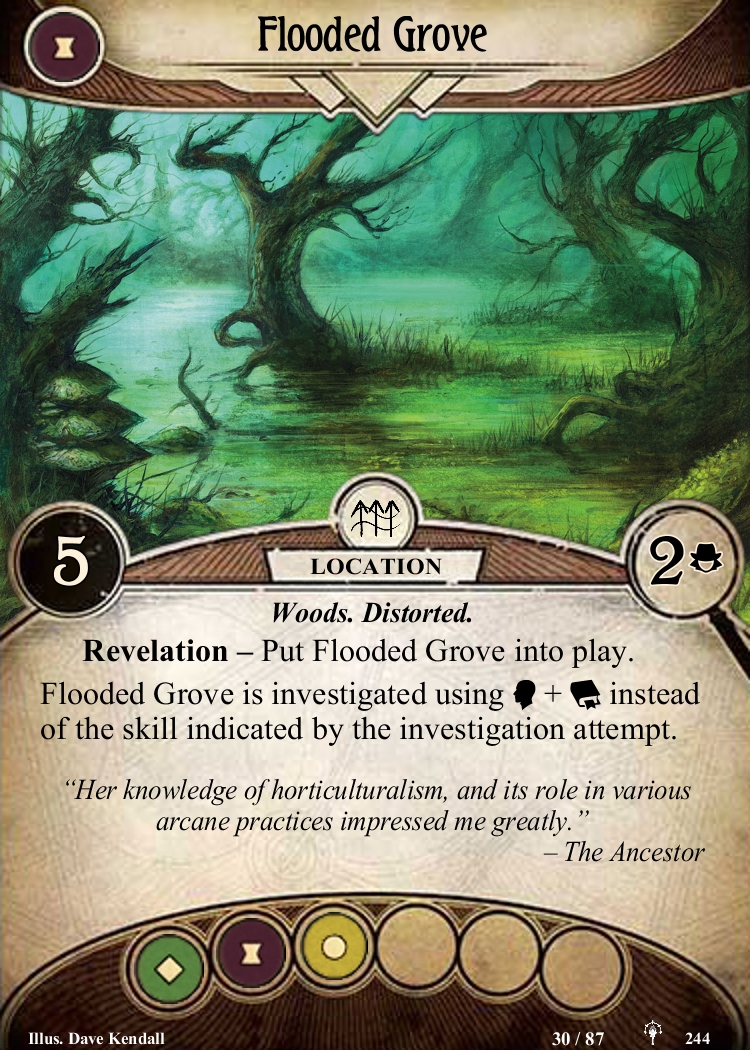 Flooded Grove
5
LOCATION
2
Woods. Distorted.
Revelation – Put Flooded Grove into play.
Flooded Grove is investigated using + instead
of the skill indicated by the investigation attempt.
“Her knowledge of horticulturalism, and its role in various
arcane practices impressed me greatly.”
– The Ancestor
Illus. Dave Kendall
30 / 87
244